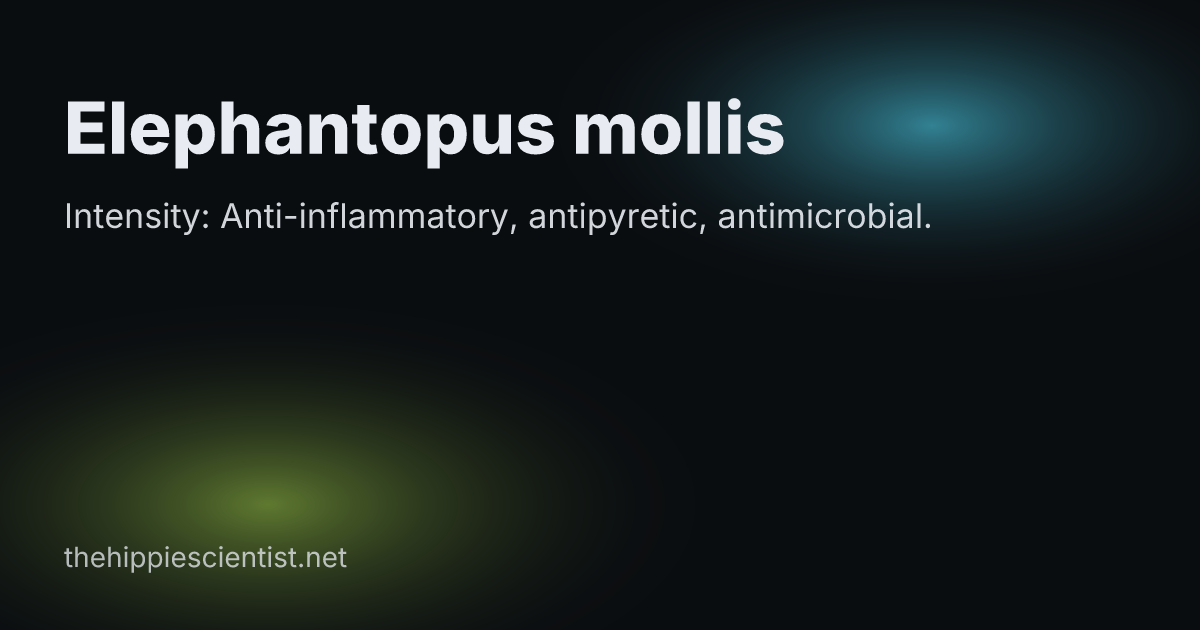 Elephantopus mollis
Intensity: Anti-inflammatory, antipyretic, antimicrobial.
thehippiescientist.net